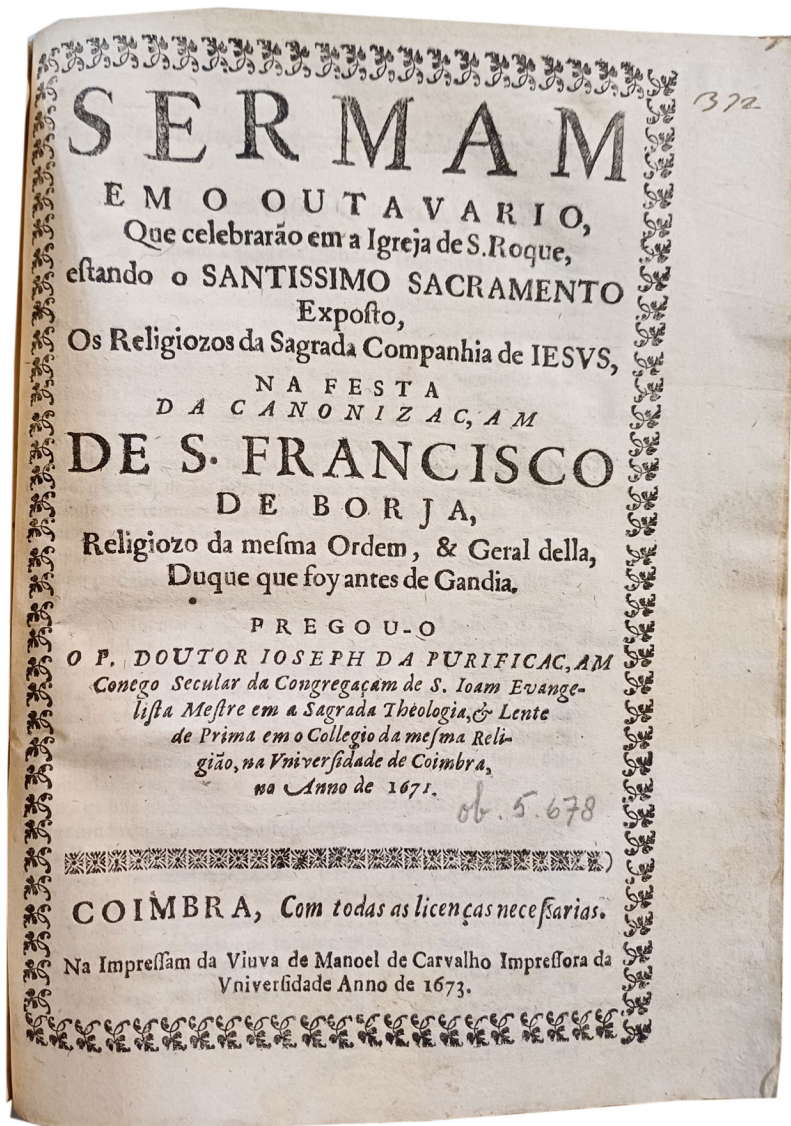 1372
SERMAM
EM O OUTAVARIO,
Que celebrarão em a Igreja de S. Roque,
eſtando o SANTISSIMO SACRAMENTO
Expoſto,
Os Religiozos da Sagrada Companhia de IESVS,
NA FESTA
DA CANONIZAC,AM
DE S. FRANCISCO
DE BORJA,
Religiozo da meſma Ordem, & Geral della,
Duque que foy antes de Gandia.
PREGOU-O
O P. DOUTOR IOSEPH DA PURIFICAC,AM
Conego Secular da Congregaçam de S. Ioam Evange-
liſta Meſtre em a Sagrada Theologia, & Lente
de Prima em o Collegio da meſma Reli-
gião, na Vniverſidade de Coimbra,
no Anno de 1671.
ob. 5.678
COIMBRA, Com todas as licenças neceſſarias.
Na Impreſſam da Viuva de Manoel de Carvalho Impreſſora da
Vniverſidade Anno de 1673.